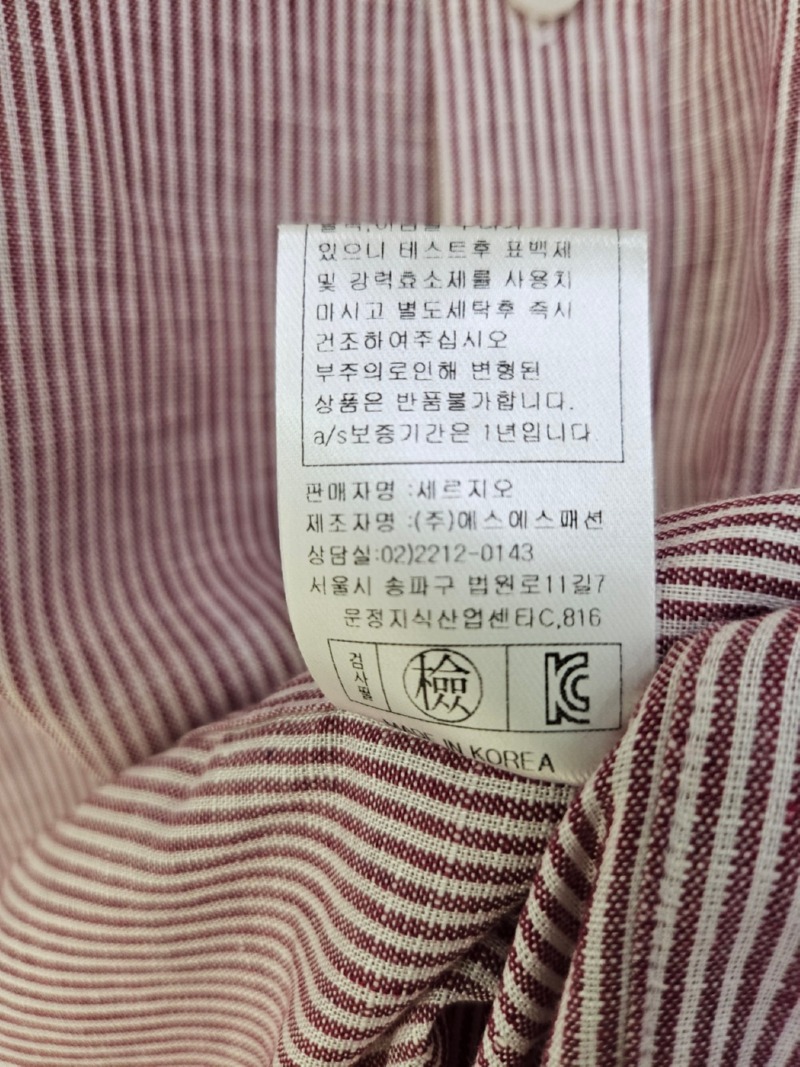 있으니 테스트후 표백제
및 강력효소제를 사용치
마시고 별도세탁후 즉시
건조하여주십시오
부주의로인해 변형된
상품은 반품불가합니다.
a/s보증기간은 1년입니다
판매자명 :세르지오
제조자명 :(주)에스에스패션
상담실:02)2212-0143
서울시 송파구 법원로11길7
문정지식산업센타C,816
검사필 檢 KC
MADE IN KOREA